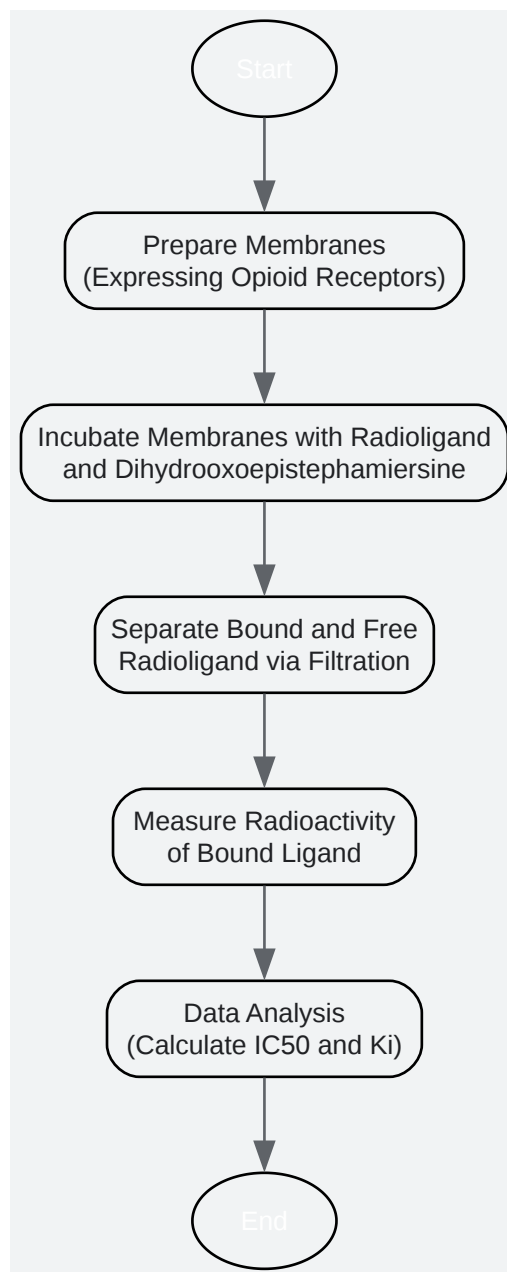 Start
Prepare Membranes
(Expressing Opioid Receptors)
Incubate Membranes with Radioligand
and Dihydrooxoepistephamiersine
Separate Bound and Free
Radioligand via Filtration
Measure Radioactivity
of Bound Ligand
Data Analysis
(Calculate IC50 and Ki)
End